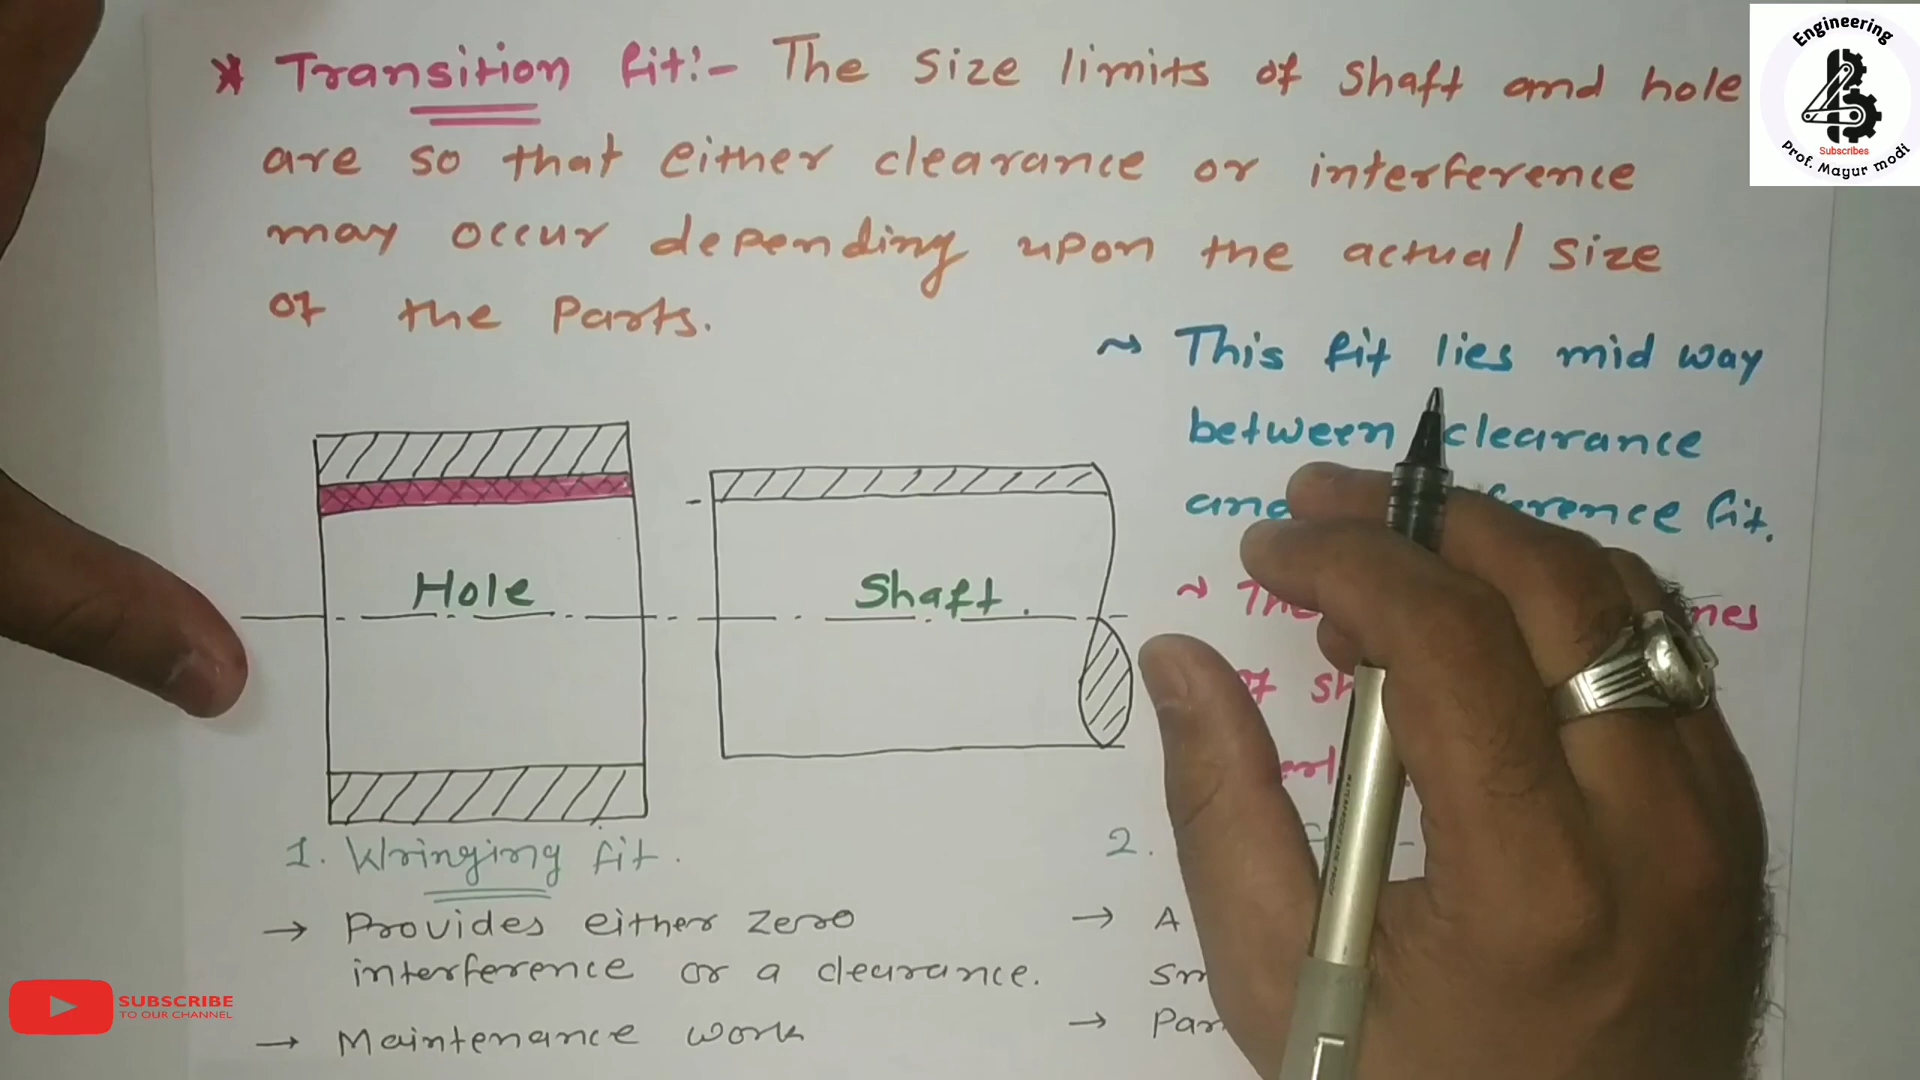 * Transition fit:- The size limits of shaft and hole
are so that either clearance or interference
may occur depending upon the actual size
of the parts.
~ This fit lies mid way
between clearance
and fit.
~
Hole
Shaft.
1. Wringing fit.
→ Provides either zero
interference or a clearance.
→ Maintenance work
2.
→ A
→
Engineering
Subscribes
Prof. Mayur modi
SUBSCRIBE
TO OUR CHANNEL